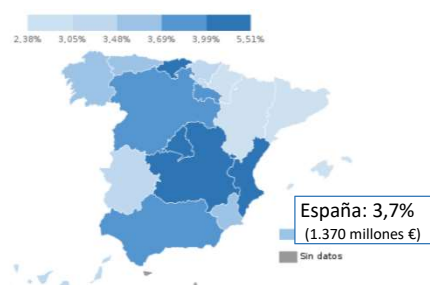 2,38% 3,05% 3,48% 3,69% 3,99% 5,51%
España: 3,7%
(1.370 millones €)
Sin datos